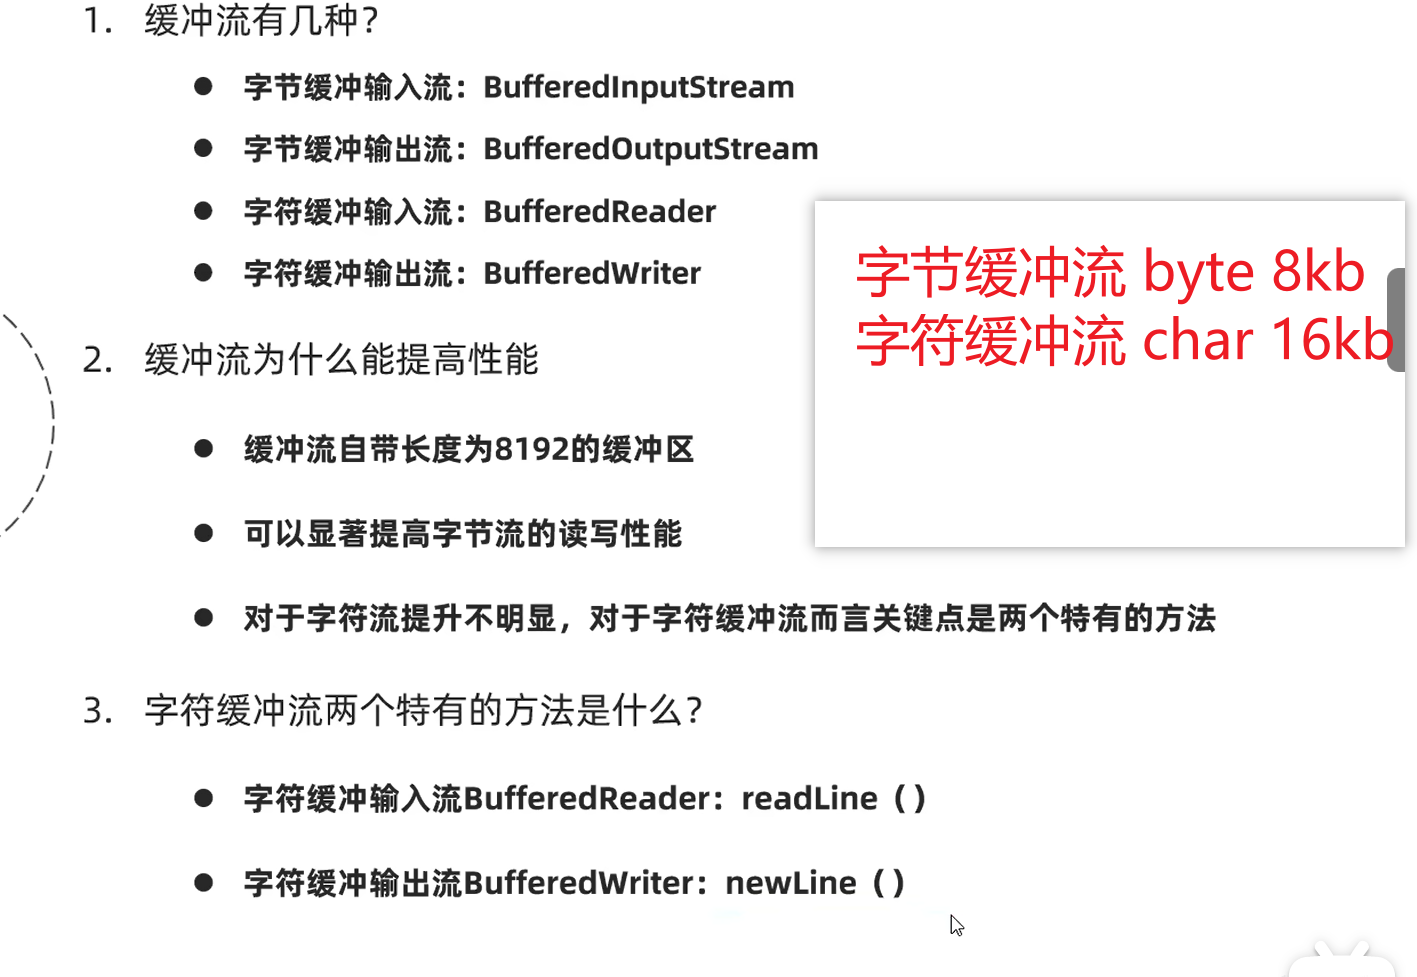 1. 缓冲流有几种？
● 字节缓冲输入流：BufferedInputStream
● 字节缓冲输出流：BufferedOutputStream
● 字符缓冲输入流：BufferedReader
● 字符缓冲输出流：BufferedWriter
字节缓冲流 byte 8kb
字符缓冲流 char 16kb
2. 缓冲流为什么能提高性能
● 缓冲流自带长度为8192的缓冲区
● 可以显著提高字节流的读写性能
● 对于字符流提升不明显，对于字符缓冲流而言关键点是两个特有的方法
3. 字符缓冲流两个特有的方法是什么？
● 字符缓冲输入流BufferedReader：readLine（）
● 字符缓冲输出流BufferedWriter：newLine（）